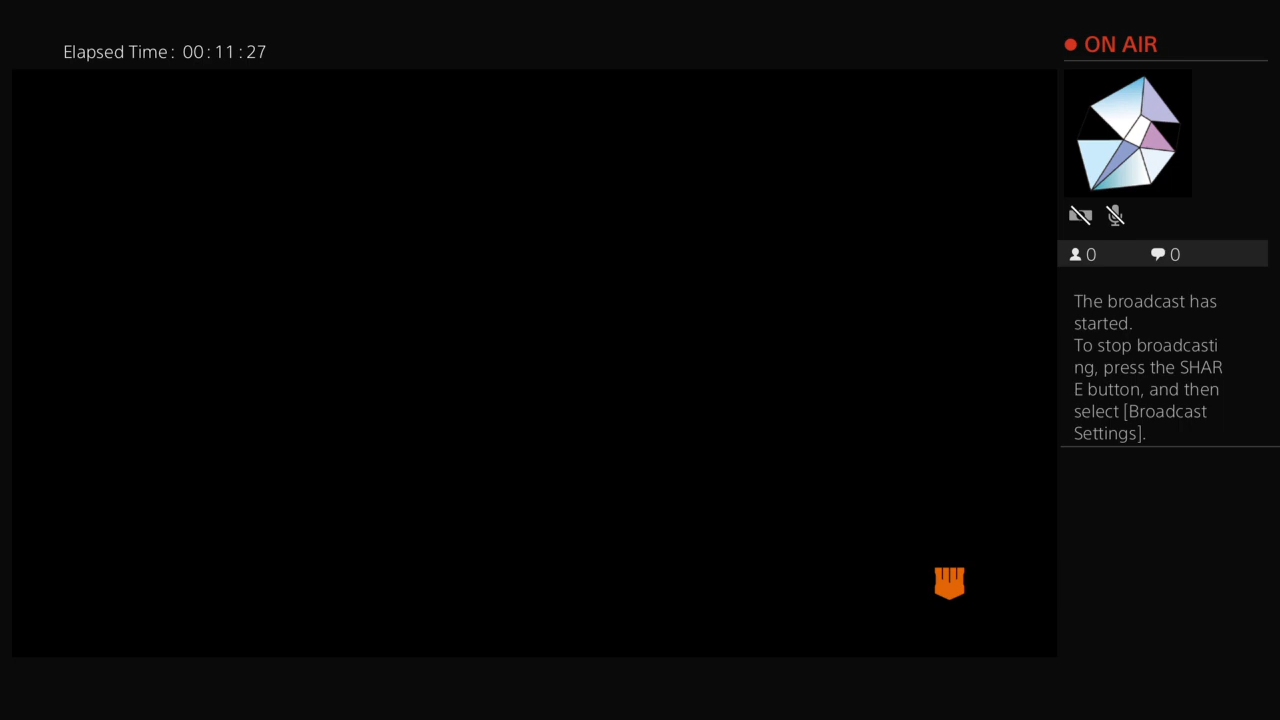 Elapsed Time: 00:11:27
ON AIR
0 0
The broadcast has
started.
To stop broadcasti
ng, press the SHAR
E button, and then
select [Broadcast
Settings].